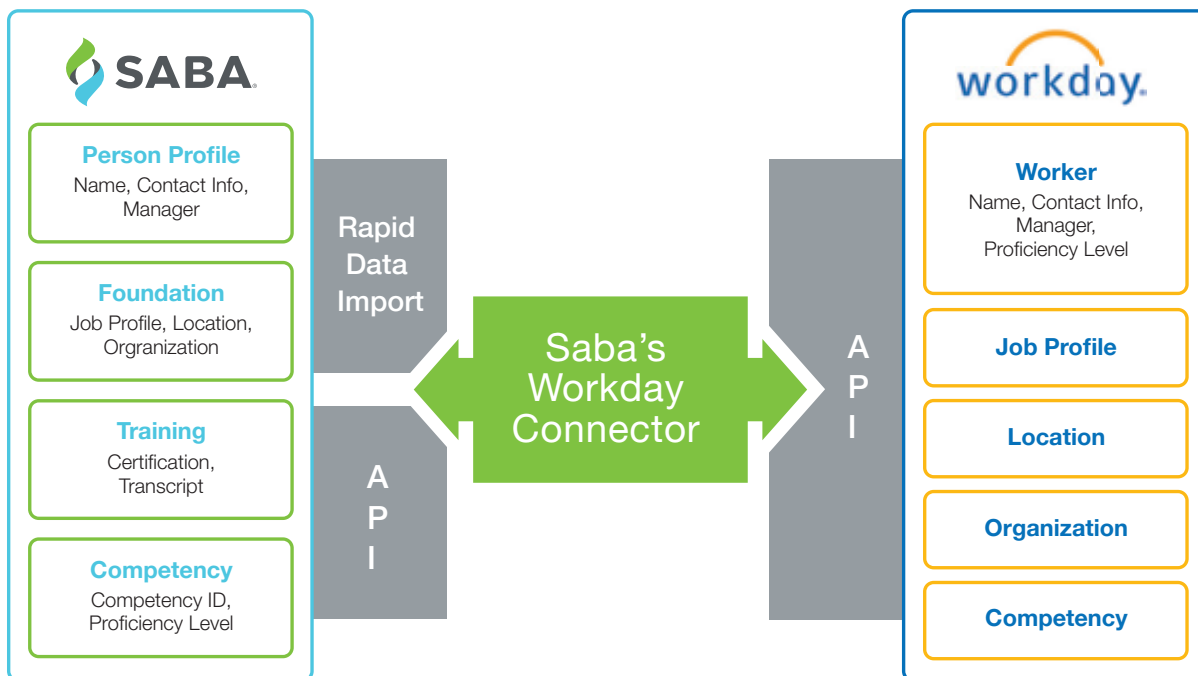 SABA®
Person Profile
Name, Contact Info,
Manager
Foundation
Job Profile, Location,
Orgranization
Training
Certification,
Transcript
Competency
Competency ID,
Proficiency Level
Rapid
Data
Import
A
P
I
Saba's
Workday
Connector
A
P
I
workday®
Worker
Name, Contact Info,
Manager,
Proficiency Level
Job Profile
Location
Organization
Competency